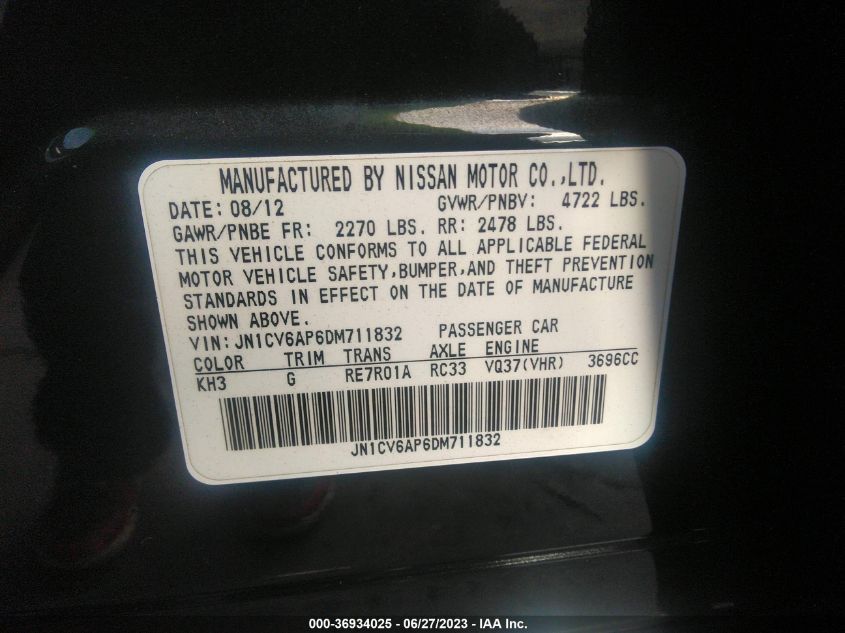 MANUFACTURED BY NISSAN MOTOR CO.,LTD.
DATE: 08/12 GVWR/PNBV: 4722 LBS.
GAWR/PNBE FR: 2270 LBS. RR: 2478 LBS.
THIS VEHICLE CONFORMS TO ALL APPLICABLE FEDERAL
MOTOR VEHICLE SAFETY,BUMPER,AND THEFT PREVENTION
STANDARDS IN EFFECT ON THE DATE OF MANUFACTURE
SHOWN ABOVE.
VIN: JN1CV6AP6DM711832 PASSENGER CAR
COLOR TRIM TRANS AXLE ENGINE
KH3 G RE7R01A RC33 VQ37(VHR) 3696CC
JN1CV6AP6DM711832
000-36934025 - 06/27/2023 - IAA Inc.